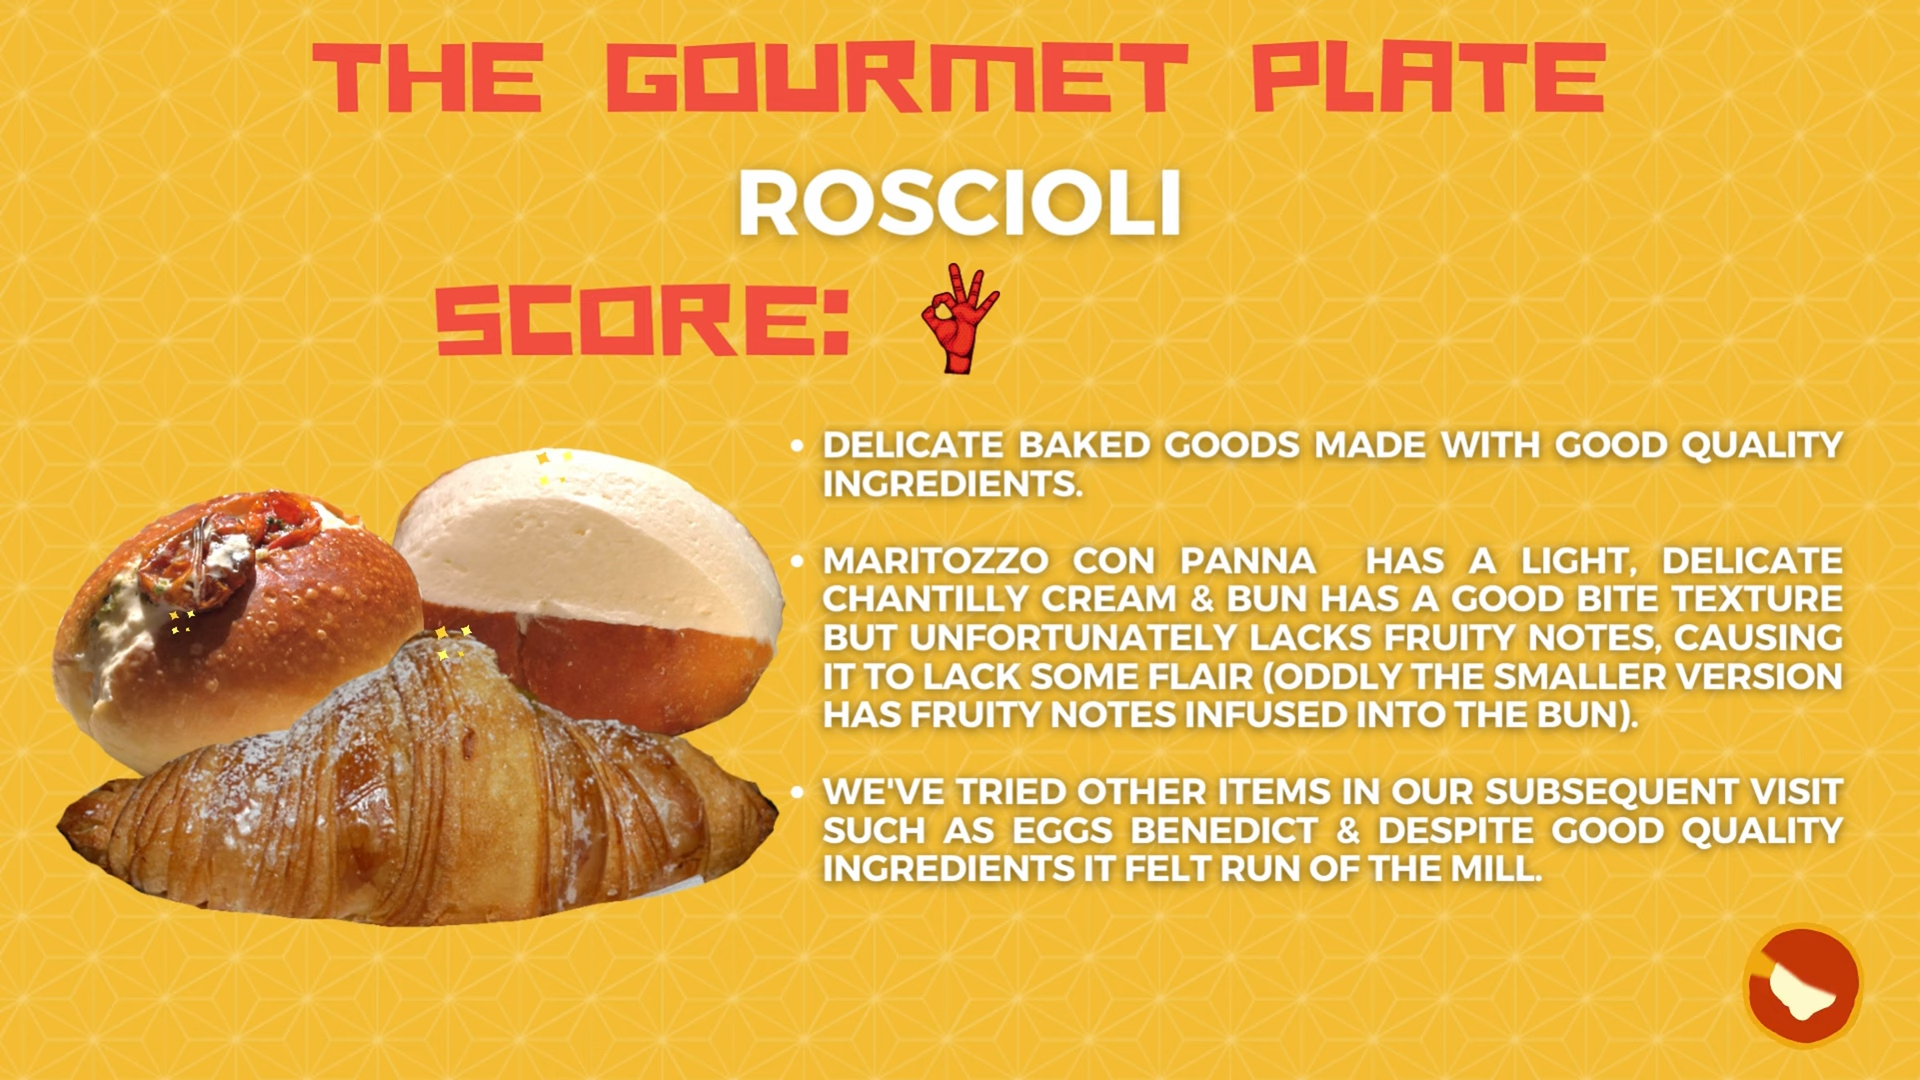 THE GOURMET PLATE
ROSCIOLI
SCORE:
• DELICATE BAKED GOODS MADE WITH GOOD QUALITY
INGREDIENTS.
• MARITOZZO CON PANNA HAS A LIGHT, DELICATE
CHANTILLY CREAM & BUN HAS A GOOD BITE TEXTURE
BUT UNFORTUNATELY LACKS FRUITY NOTES, CAUSING
IT TO LACK SOME FLAIR (ODDLY THE SMALLER VERSION
HAS FRUITY NOTES INFUSED INTO THE BUN).
• WE'VE TRIED OTHER ITEMS IN OUR SUBSEQUENT VISIT
SUCH AS EGGS BENEDICT & DESPITE GOOD QUALITY
INGREDIENTS IT FELT RUN OF THE MILL.